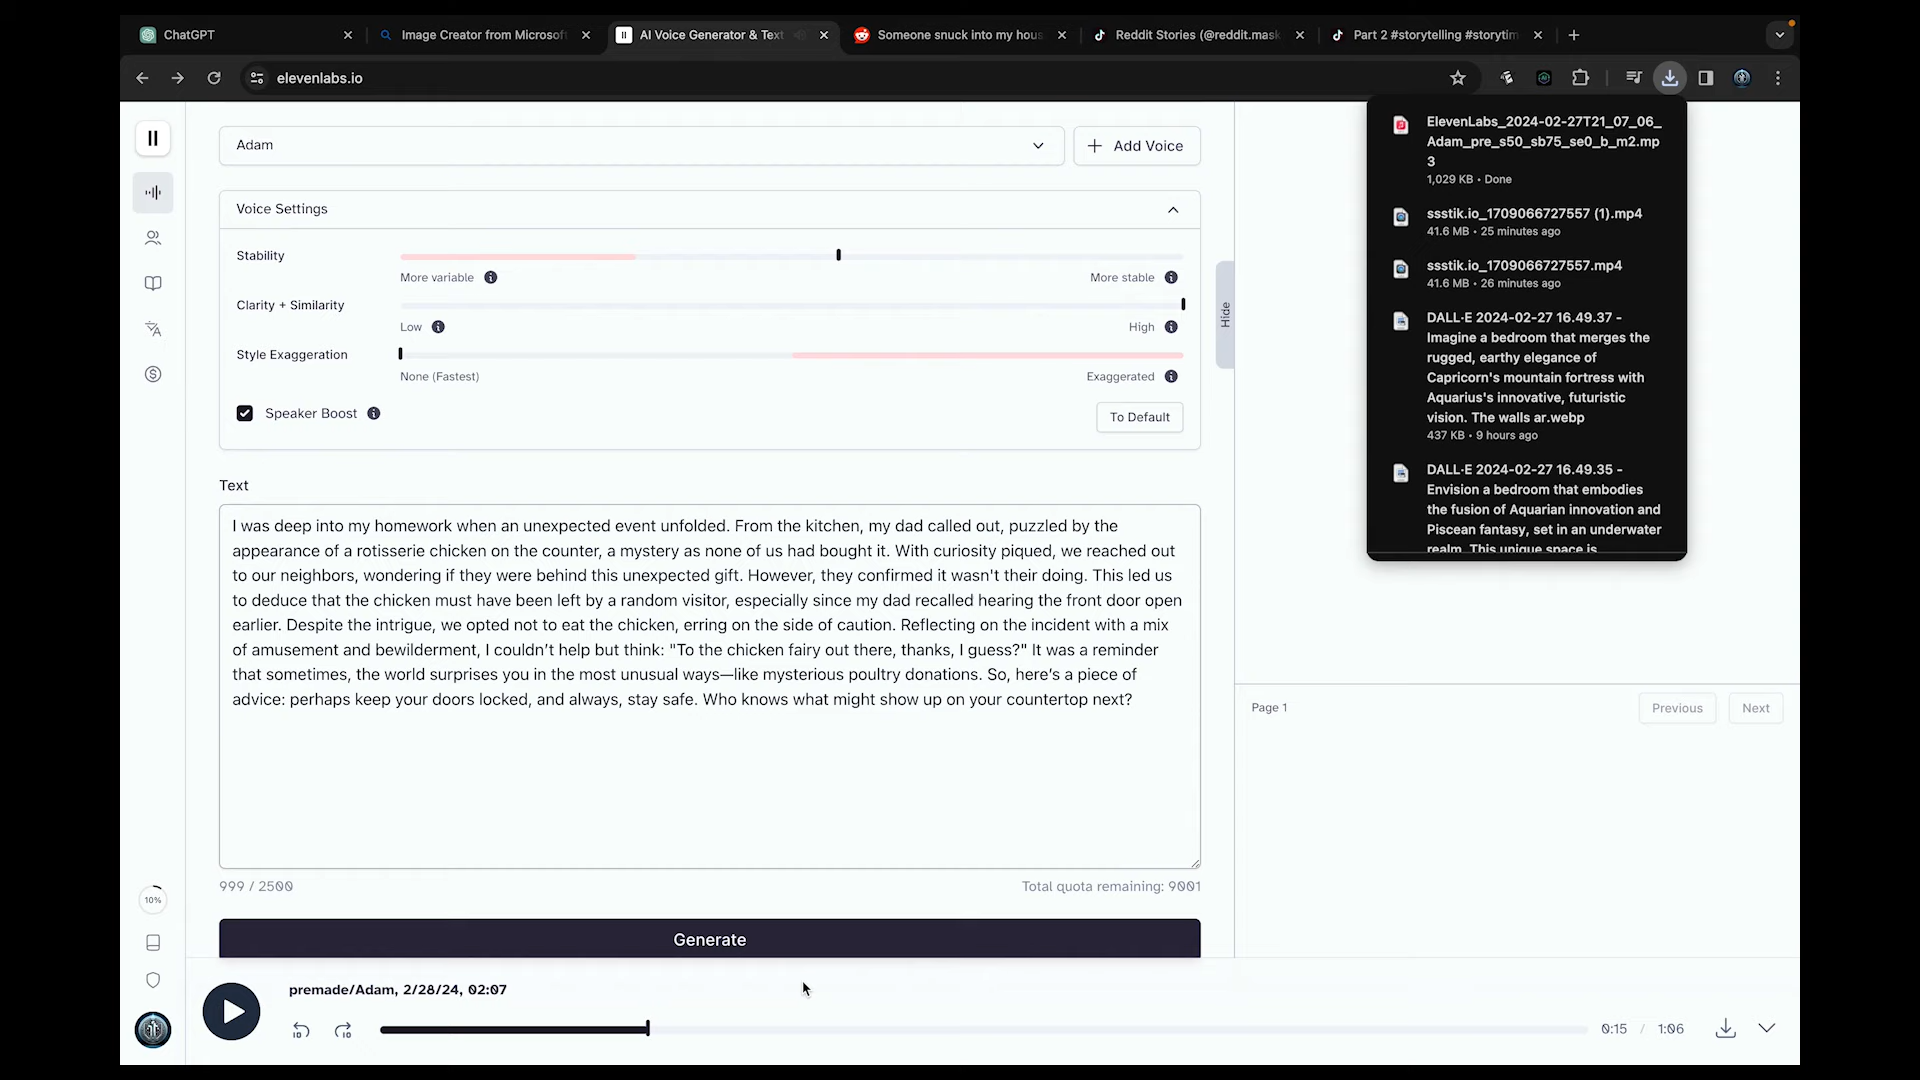 ChatGPT
Image Creator from Microsoft
AI Voice Generator & Text
Someone snuck into my hous
Reddit Stories (@reddit.mask
Part 2 #storytelling #storytim
elevenlabs.io
Adam
Add Voice
Voice Settings
Stability
More variable
More stable
Clarity + Similarity
Low
High
Style Exaggeration
None (Fastest)
Exaggerated
Speaker Boost
To Default
Text
I was deep into my homework when an unexpected event unfolded. From the kitchen, my dad called out, puzzled by the
appearance of a rotisserie chicken on the counter, a mystery as none of us had bought it. With curiosity piqued, we reached out
to our neighbors, wondering if they were behind this unexpected gift. However, they confirmed it wasn't their doing. This led us
to deduce that the chicken must have been left by a random visitor, especially since my dad recalled hearing the front door open
earlier. Despite the intrigue, we opted not to eat the chicken, erring on the side of caution. Reflecting on the incident with a mix
of amusement and bewilderment, I couldn't help but think: "To the chicken fairy out there, thanks, I guess?" It was a reminder
that sometimes, the world surprises you in the most unusual ways—like mysterious poultry donations. So, here's a piece of
advice: perhaps keep your doors locked, and always, stay safe. Who knows what might show up on your countertop next?
999 / 2500
Total quota remaining: 9001
Generate
10%
Hide
ElevenLabs_2024-02-27T21_07_06_
Adam_pre_s50_sb75_se0_b_m2.mp
3
1,029 KB • Done
ssstik.io_1709066727557 (1).mp4
41.6 MB • 25 minutes ago
ssstik.io_1709066727557.mp4
41.6 MB • 26 minutes ago
DALL·E 2024-02-27 16.49.37 -
Imagine a bedroom that merges the
rugged, earthy elegance of
Capricorn's mountain fortress with
Aquarius's innovative, futuristic
vision. The walls ar.webp
437 KB • 9 hours ago
DALL·E 2024-02-27 16.49.35 -
Envision a bedroom that embodies
the fusion of Aquarian innovation and
Piscean fantasy, set in an underwater
realm. This unique space is
Page 1
Previous
Next
premade/Adam, 2/28/24, 02:07
10
10
0:15 / 1:06